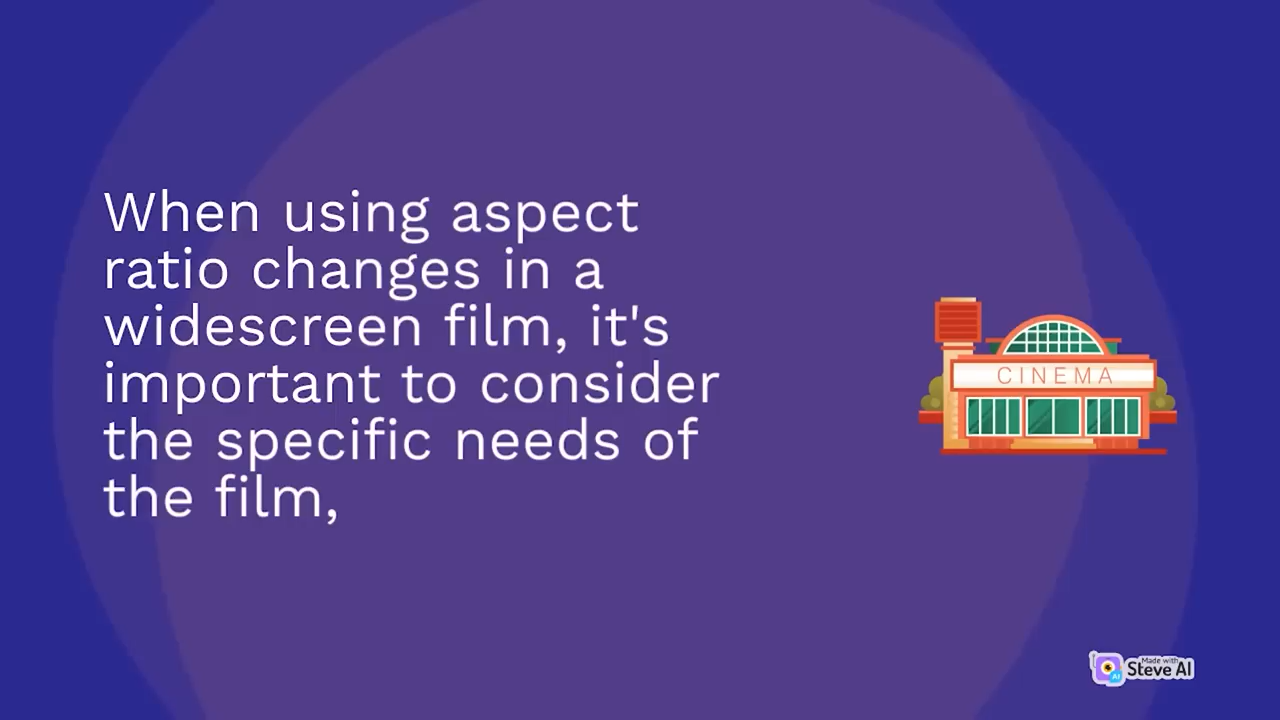 When using aspect
ratio changes in a
widescreen film, it's
important to consider
the specific needs of
the film,
CINEMA
Made with
Steve AI
AI